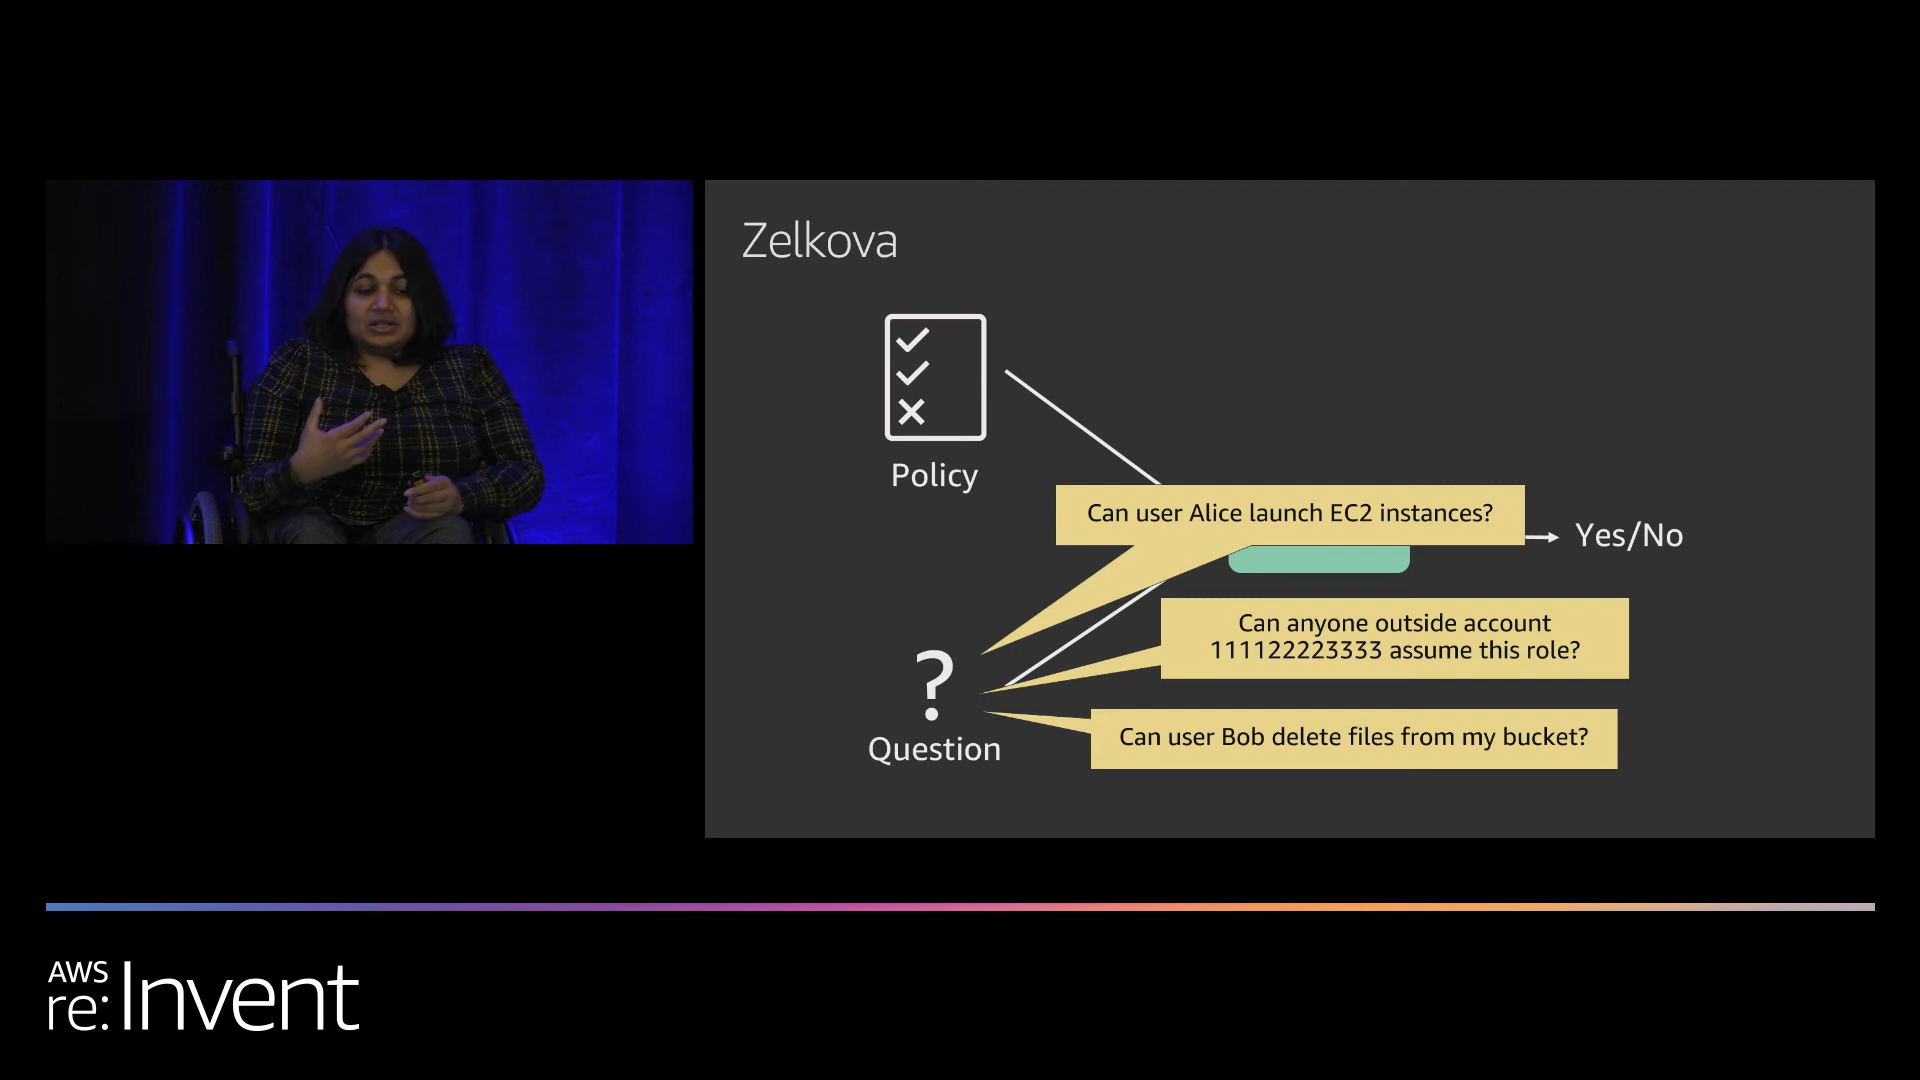 Zelkova
Policy
Can user Alice launch EC2 instances?
Yes/No
Can anyone outside account
111122223333 assume this role?
?
Question
Can user Bob delete files from my bucket?
AWS
re:Invent